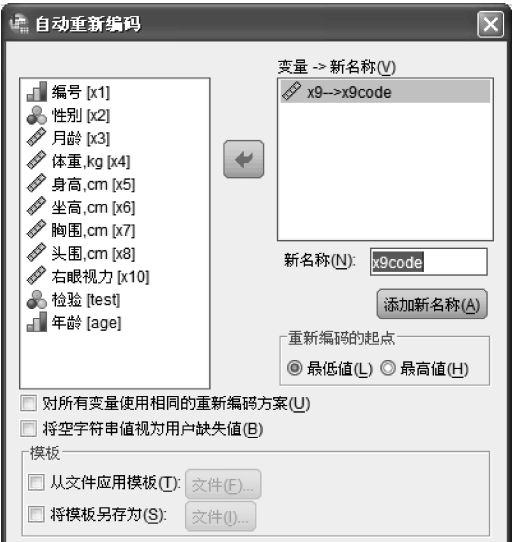 自动重新编码
变量 -> 新名称(V)
编号 [x1]
性别 [x2]
月龄 [x3]
体重,kg [x4]
身高,cm [x5]
坐高,cm [x6]
胸围,cm [x7]
头围,cm [x8]
右眼视力 [x10]
检验 [test]
年龄 [age]
x9-->x9code
新名称(N): x9code
添加新名称(A)
重新编码的起点
最低值(L) 最高值(H)
对所有变量使用相同的重新编码方案(U)
将空字符串值视为用户缺失值(B)
模板
从文件应用模板(T): 文件(F)...
将模板另存为(S): 文件(I)...